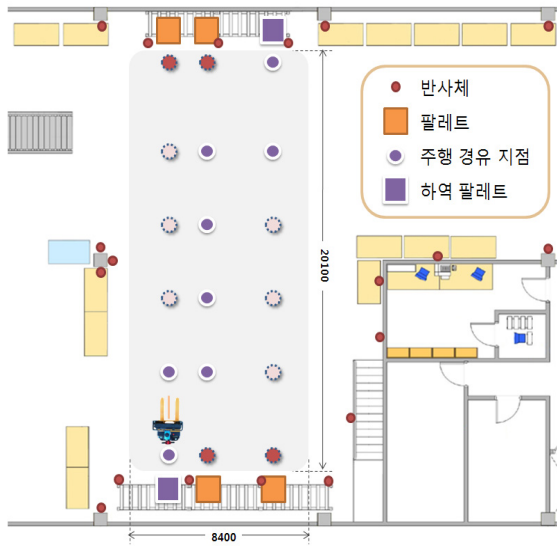 반사체
팔레트
주행 경유 지점
하역 팔레트
20100
8400